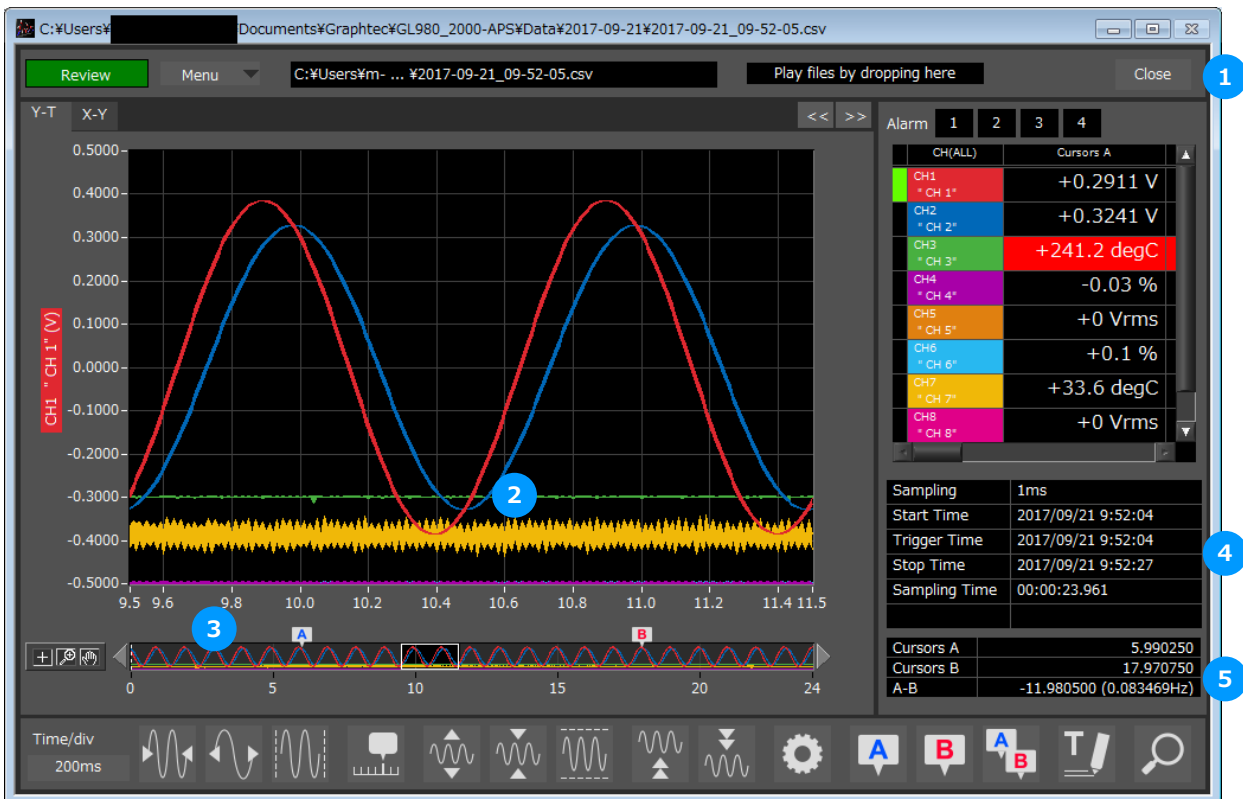 C:¥Users¥ Documents¥Graphtec¥GL980_2000-APS¥Data¥2017-09-21¥2017-09-21_09-52-05.csv
Review Menu C:¥Users¥m- ... ¥2017-09-21_09-52-05.csv Play files by dropping here Close 1
Y-T X-Y << >>
Alarm 1 2 3 4
CH(ALL) Cursors A
CH1 +0.2911 V
" CH 1"
CH2 +0.3241 V
" CH 2"
CH3 +241.2 degC
" CH 3"
CH4 -0.03 %
" CH 4"
CH5 +0 Vrms
" CH 5"
CH6 +0.1 %
" CH 6"
CH7 +33.6 degC
" CH 7"
CH8 +0 Vrms
" CH 8"
0.5000
0.4000
0.3000
0.2000
0.1000
0.0000
-0.1000
-0.2000
-0.3000
-0.4000
-0.5000
CH1 " CH 1" (V)
2
9.5 9.6 9.8 10.0 10.2 10.4 10.6 10.8 11.0 11.2 11.4 11.5
3
A B
0 5 10 15 20 24
Sampling 1ms
Start Time 2017/09/21 9:52:04
Trigger Time 2017/09/21 9:52:04
Stop Time 2017/09/21 9:52:27
Sampling Time 00:00:23.961
4
Cursors A 5.990250
Cursors B 17.970750
A-B -11.980500 (0.083469Hz)
5
Time/div
200ms
A B A B T